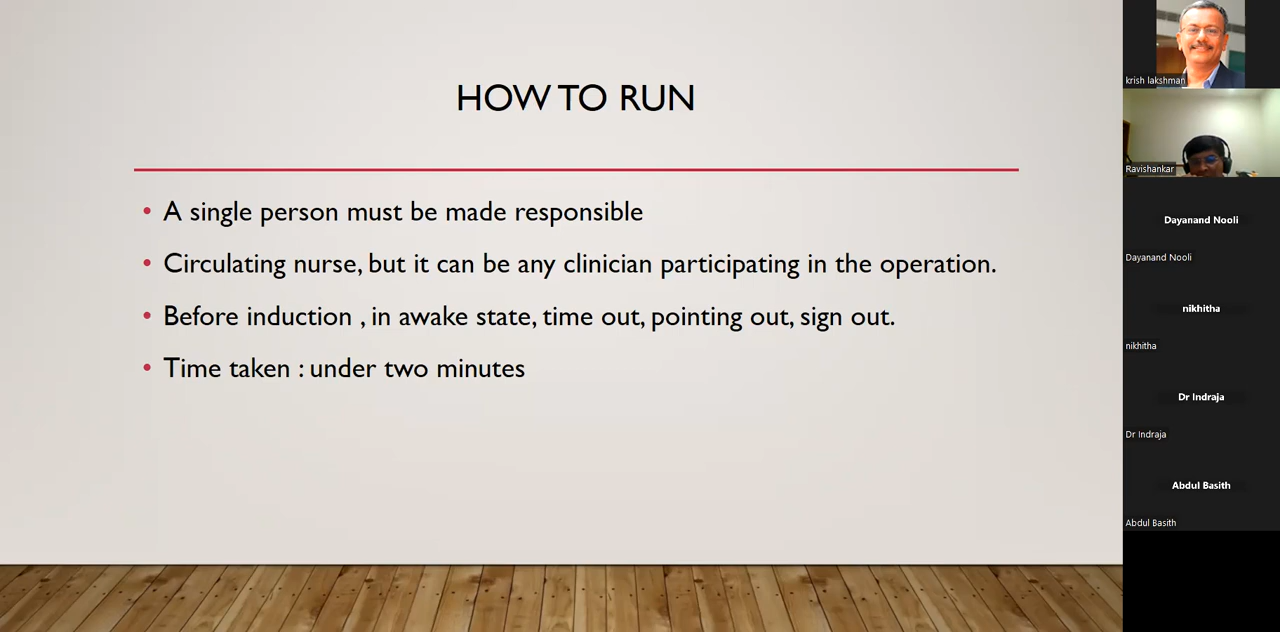 HOW TO RUN
• A single person must be made responsible
• Circulating nurse, but it can be any clinician participating in the operation.
• Before induction , in awake state, time out, pointing out, sign out.
• Time taken : under two minutes
krish lakshman
Ravishankar
Dayanand Nooli
Dayanand Nooli
nikhitha
nikhitha
Dr Indraja
Dr Indraja
Abdul Basith
Abdul Basith